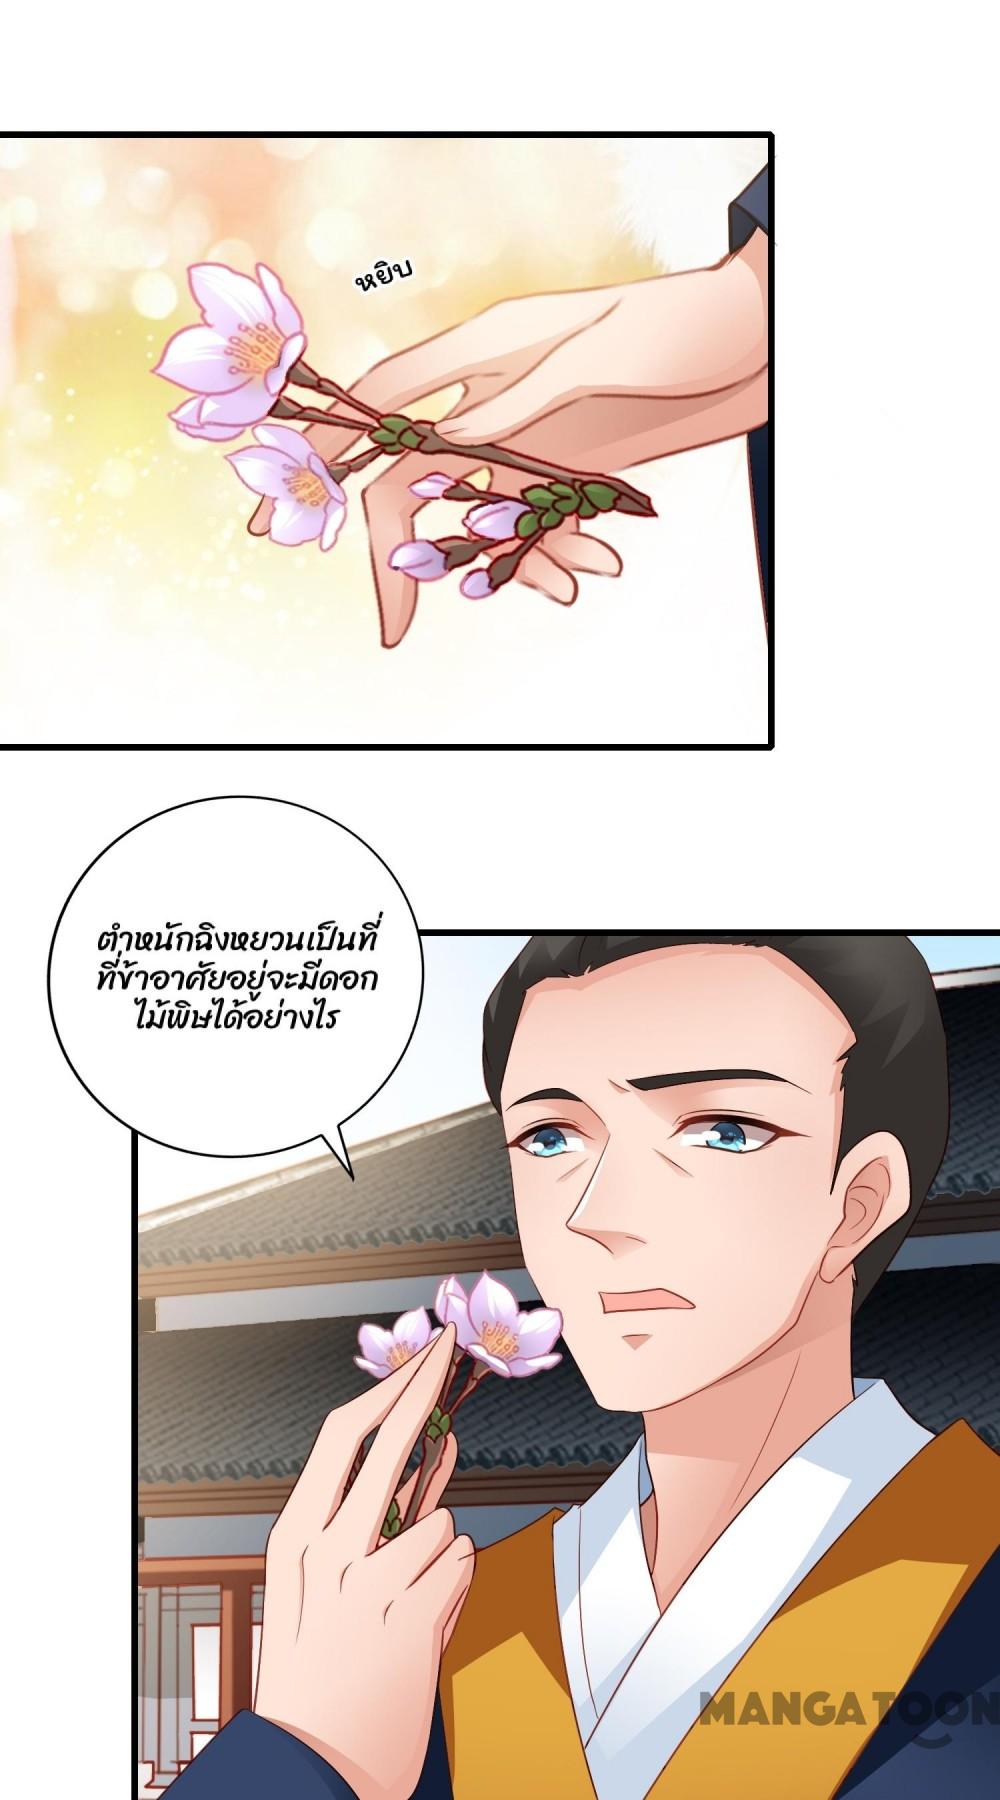 หยิบ
ตำหนักฉิงหยวนเป็นที่
ที่ข้าอาศัยอยู่จะมีดอก
ไม้พิษได้อย่างไร
MANGATOON